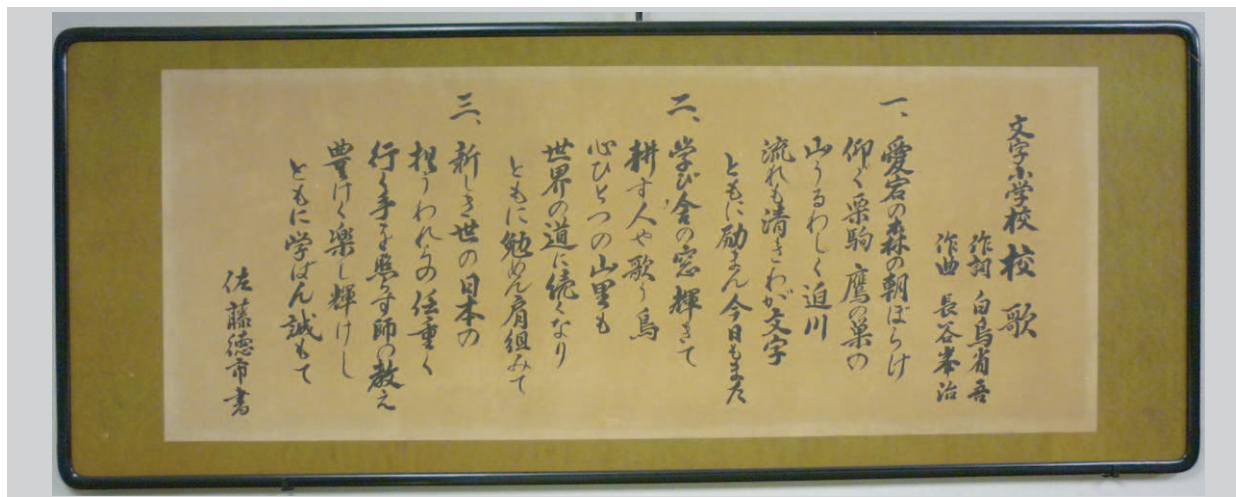 文字小学校 校歌
作詞 白鳥省吾
作曲 長谷峯治
一、愛宕の森の朝ぼらけ
仰ぐ栗駒 鷹の巣の
山うるわしく迫川
流れも清きわが文字
ともに励まん今日もまた
二、学び舎の窓輝きて
耕す人や歌う鳥
心ひとつの山里も
世界の道に続くなり
ともに勉めん肩組みて
三、新しき世の日本の
担うわれらの任重く
行く手を照らす師の教え
豊けく楽し輝けし
ともに学ばん誠もて
佐藤徳市書